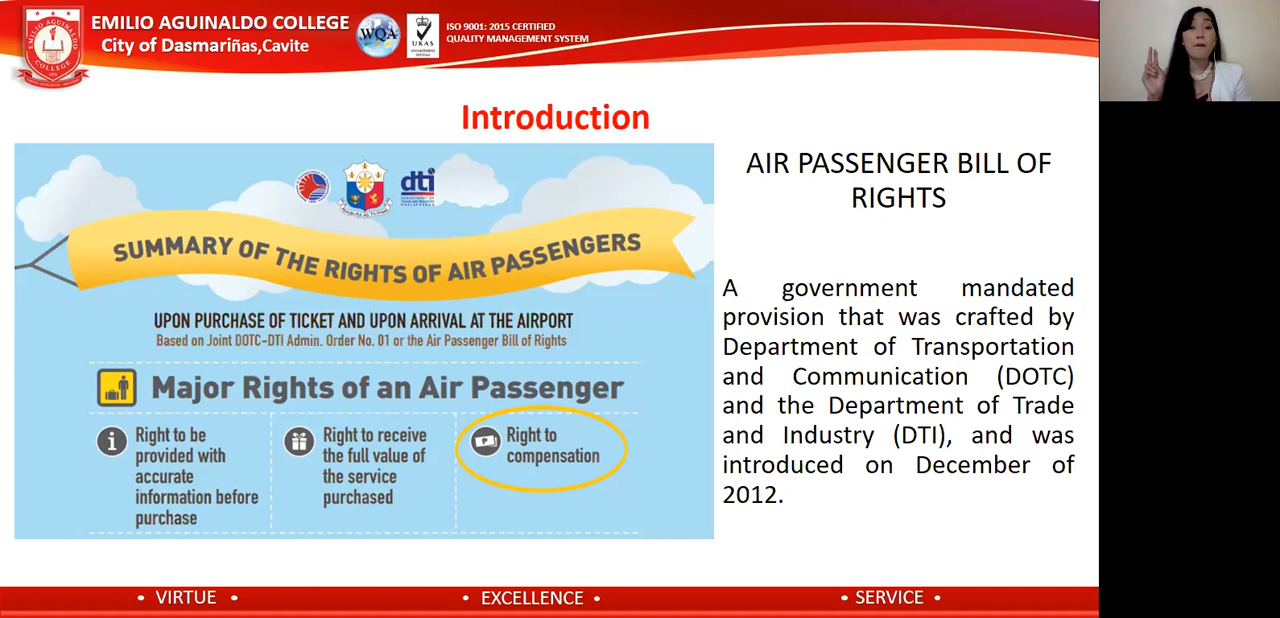 EMILIO AGUINALDO COLLEGE
City of Dasmariñas,Cavite
EMILIO AGUINALDO
COLLEGE
WQA
UKAS
MANAGEMENT
SYSTEMS
ISO 9001: 2015 CERTIFIED
QUALITY MANAGEMENT SYSTEM
Introduction
dti
SUMMARY OF THE RIGHTS OF AIR PASSENGERS
UPON PURCHASE OF TICKET AND UPON ARRIVAL AT THE AIRPORT
Based on Joint DOTC-DTI Admin. Order No. 01 or the Air Passenger Bill of Rights
Major Rights of an Air Passenger
Right to be
provided with
accurate
information before
purchase
Right to receive
the full value of
the service
purchased
Right to
compensation
AIR PASSENGER BILL OF
RIGHTS
A government mandated
provision that was crafted by
Department of Transportation
and Communication (DOTC)
and the Department of Trade
and Industry (DTI), and was
introduced on December of
2012.
• VIRTUE •
• EXCELLENCE •
• SERVICE •